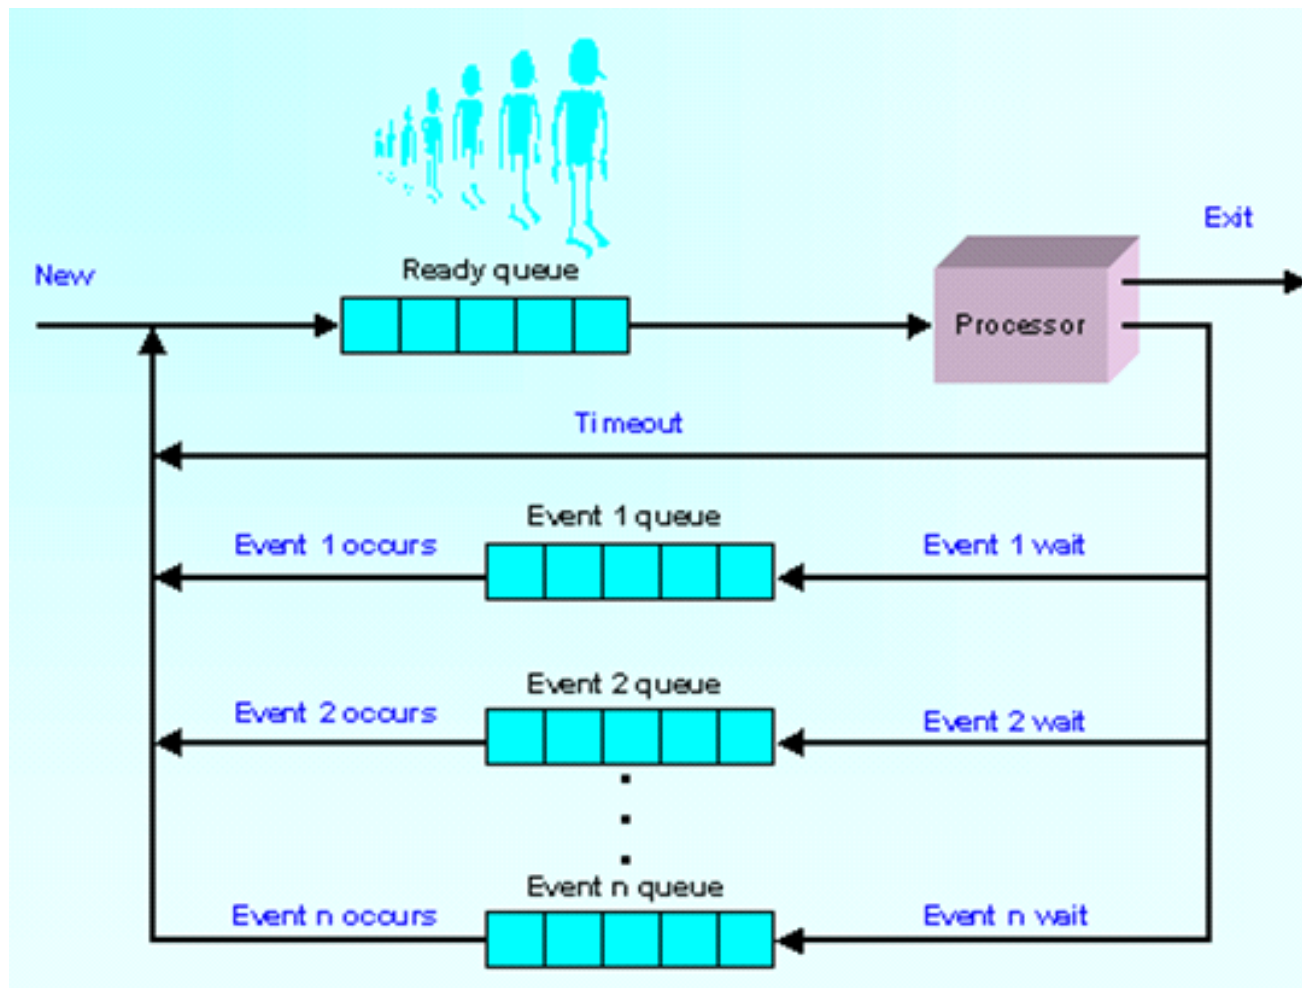 Exit
New
Ready queue
Processor
Timeout
Event 1 queue
Event 1 occurs
Event 1 wait
Event 2 queue
Event 2 occurs
Event 2 wait
Event n queue
Event n occurs
Event n wait